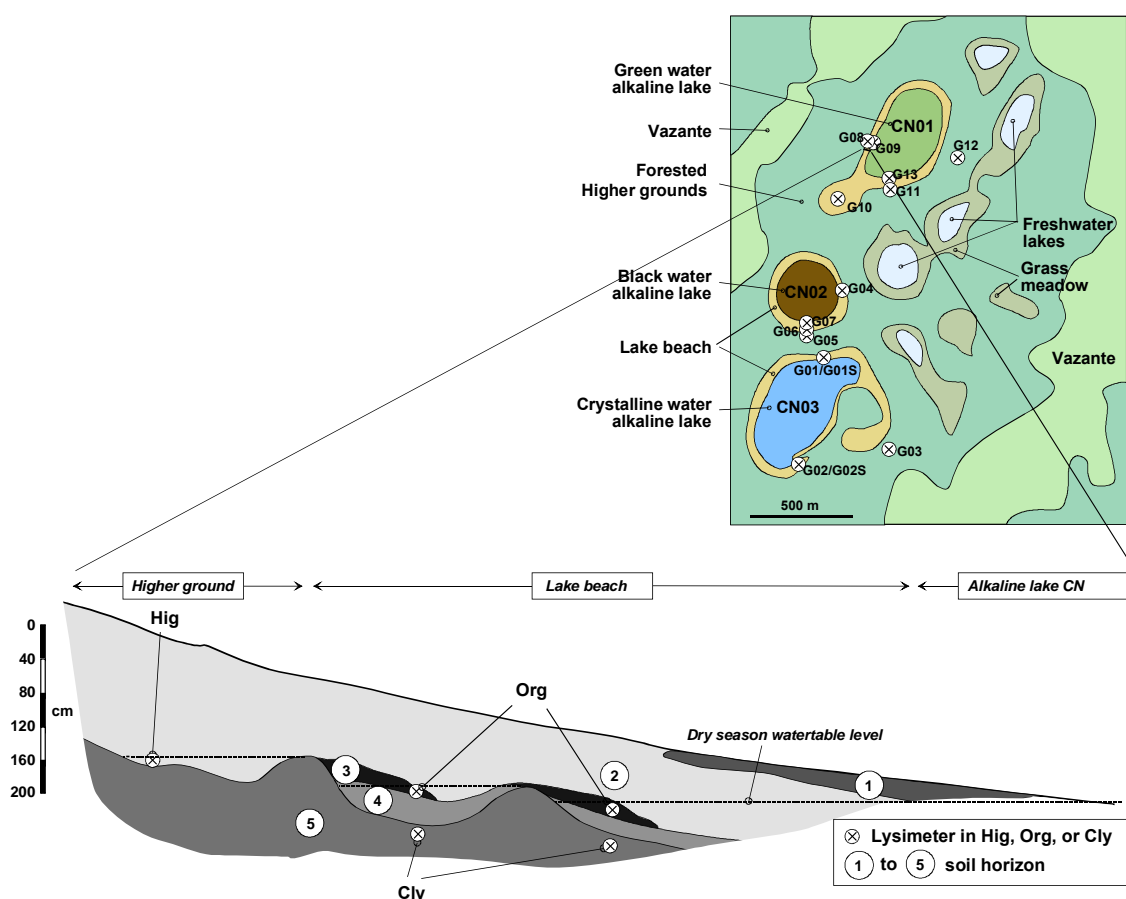 Green water
alkaline lake
Vazante
Forested
Higher grounds
Black water
alkaline lake
Lake beach
Crystalline water
alkaline lake
CN01
G08
G09
G12
G13
G11
G10
Freshwater
lakes
Grass
meadow
CN02
G04
G07
G06
G05
Vazante
G01/G01S
CN03
G03
G02/G02S
500 m
Higher ground
Lake beach
Alkaline lake CN
Hig
0
40
80
cm
120
160
200
Org
Dry season watertable level
3
2
1
4
5
Cly
Lysimeter in Hig, Org, or Cly
1 to 5 soil horizon